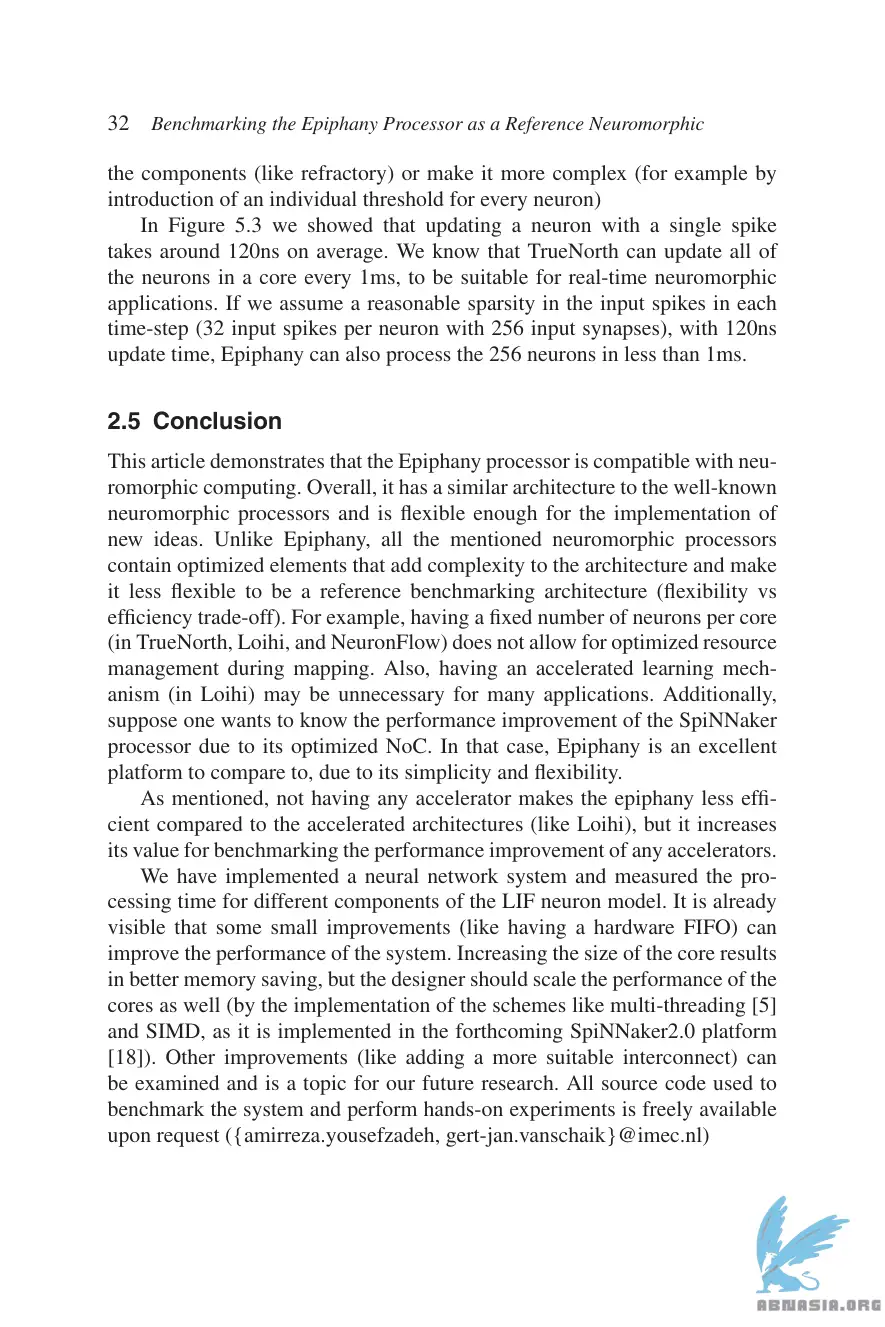 32 Benchmarking the Epiphany Processor as a Reference Neuromorphic
the components (like refractory) or make it more complex (for example by
introduction of an individual threshold for every neuron)
In Figure 5.3 we showed that updating a neuron with a single spike
takes around 120ns on average. We know that TrueNorth can update all of
the neurons in a core every 1ms, to be suitable for real-time neuromorphic
applications. If we assume a reasonable sparsity in the input spikes in each
time-step (32 input spikes per neuron with 256 input synapses), with 120ns
update time, Epiphany can also process the 256 neurons in less than 1ms.
2.5 Conclusion
This article demonstrates that the Epiphany processor is compatible with neu-
romorphic computing. Overall, it has a similar architecture to the well-known
neuromorphic processors and is flexible enough for the implementation of
new ideas. Unlike Epiphany, all the mentioned neuromorphic processors
contain optimized elements that add complexity to the architecture and make
it less flexible to be a reference benchmarking architecture (flexibility vs
efficiency trade-off). For example, having a fixed number of neurons per core
(in TrueNorth, Loihi, and NeuronFlow) does not allow for optimized resource
management during mapping. Also, having an accelerated learning mech-
anism (in Loihi) may be unnecessary for many applications. Additionally,
suppose one wants to know the performance improvement of the SpiNNaker
processor due to its optimized NoC. In that case, Epiphany is an excellent
platform to compare to, due to its simplicity and flexibility.
As mentioned, not having any accelerator makes the epiphany less effi-
cient compared to the accelerated architectures (like Loihi), but it increases
its value for benchmarking the performance improvement of any accelerators.
We have implemented a neural network system and measured the pro-
cessing time for different components of the LIF neuron model. It is already
visible that some small improvements (like having a hardware FIFO) can
improve the performance of the system. Increasing the size of the core results
in better memory saving, but the designer should scale the performance of the
cores as well (by the implementation of the schemes like multi-threading [5]
and SIMD, as it is implemented in the forthcoming SpiNNaker2.0 platform
[18]). Other improvements (like adding a more suitable interconnect) can
be examined and is a topic for our future research. All source code used to
benchmark the system and perform hands-on experiments is freely available
upon request ({amirreza.yousefzadeh, gert-jan.vanschaik}@imec.nl)
ABNASIA.ORG